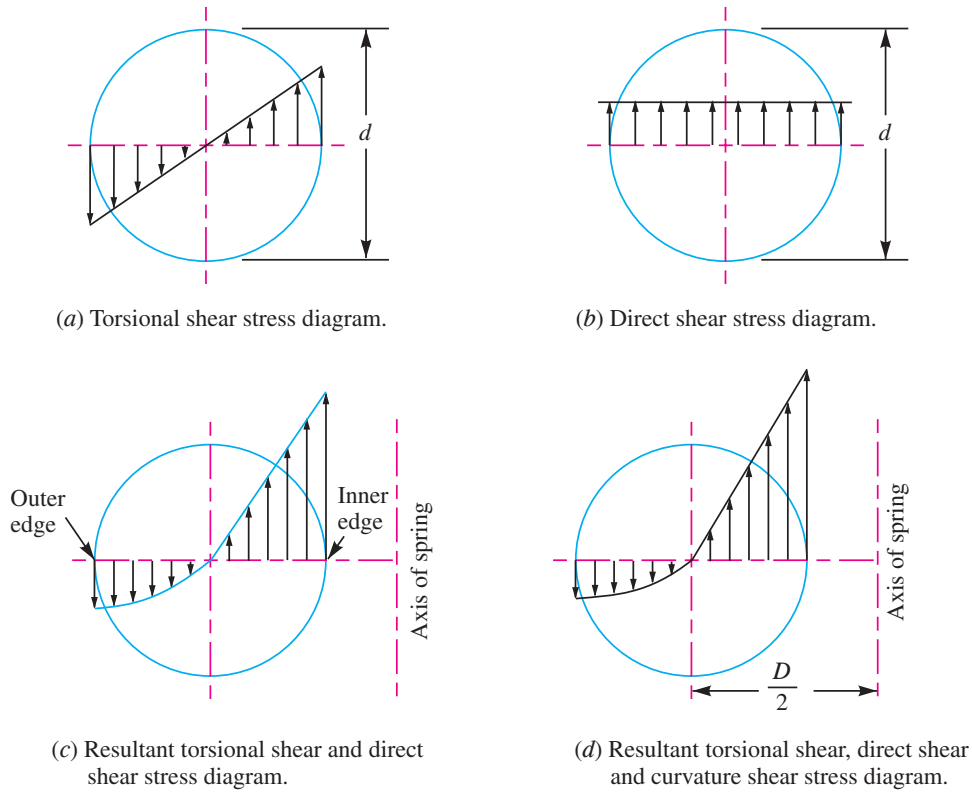 d
d
(a) Torsional shear stress diagram.
(b) Direct shear stress diagram.
Outer
edge
Inner
edge
Axis of spring
Axis of spring
D
2
(c) Resultant torsional shear and direct
shear stress diagram.
(d) Resultant torsional shear, direct shear
and curvature shear stress diagram.